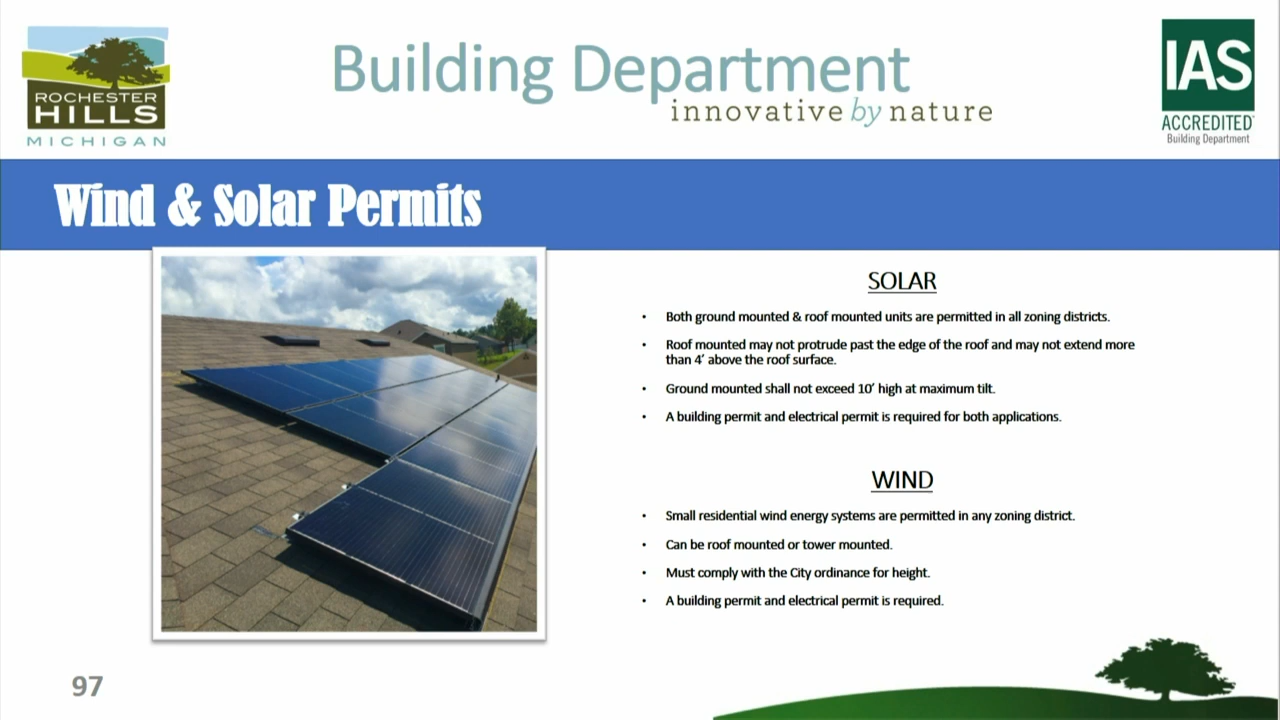 ROCHESTER
HILLS
MICHIGAN
Building Department
innovative by nature
IAS
ACCREDITED
Building Department
Wind & Solar Permits
SOLAR
• Both ground mounted & roof mounted units are permitted in all zoning districts.
• Roof mounted may not protrude past the edge of the roof and may not extend more
than 4' above the roof surface.
• Ground mounted shall not exceed 10' high at maximum tilt.
• A building permit and electrical permit is required for both applications.
WIND
• Small residential wind energy systems are permitted in any zoning district.
• Can be roof mounted or tower mounted.
• Must comply with the City ordinance for height.
• A building permit and electrical permit is required.
97